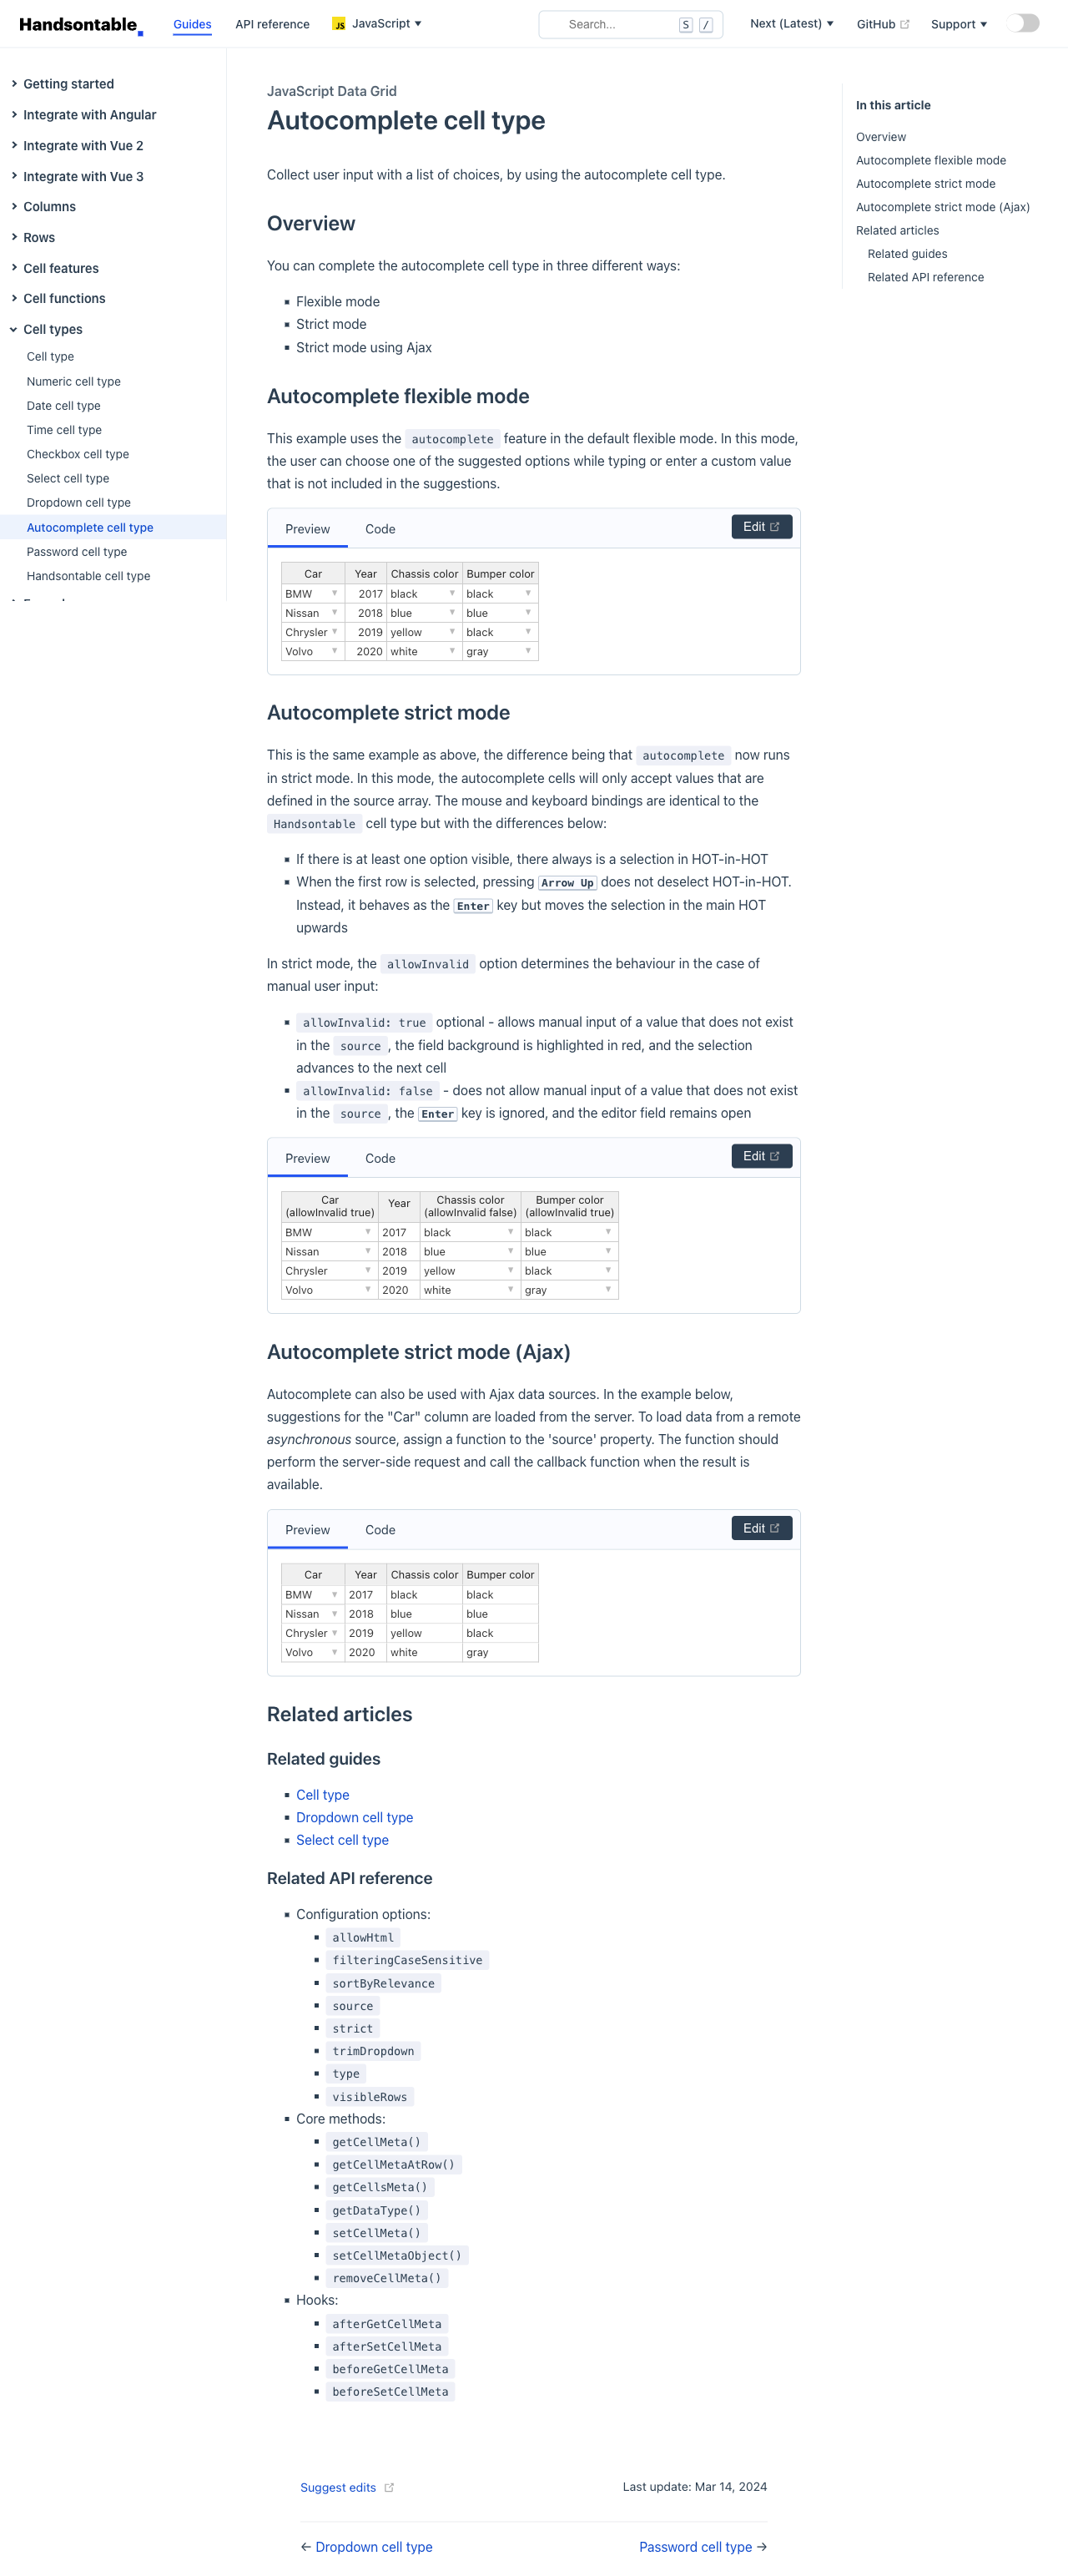 Handsontable
Guides
API reference
JS JavaScript
Search...
S /
Next (Latest)
GitHub
Support
Getting started
Integrate with Angular
Integrate with Vue 2
Integrate with Vue 3
Columns
Rows
Cell features
Cell functions
Cell types
Cell type
Numeric cell type
Date cell type
Time cell type
Checkbox cell type
Select cell type
Dropdown cell type
Autocomplete cell type
Password cell type
Handsontable cell type
JavaScript Data Grid
Autocomplete cell type
Collect user input with a list of choices, by using the autocomplete cell type.
Overview
You can complete the autocomplete cell type in three different ways:
Flexible mode
Strict mode
Strict mode using Ajax
Autocomplete flexible mode
This example uses the autocomplete feature in the default flexible mode. In this mode,
the user can choose one of the suggested options while typing or enter a custom value
that is not included in the suggestions.
Preview Code Edit
Car Year Chassis color Bumper color
BMW 2017 black black
Nissan 2018 blue blue
Chrysler 2019 yellow black
Volvo 2020 white gray
Autocomplete strict mode
This is the same example as above, the difference being that autocomplete now runs
in strict mode. In this mode, the autocomplete cells will only accept values that are
defined in the source array. The mouse and keyboard bindings are identical to the
Handsontable cell type but with the differences below:
If there is at least one option visible, there always is a selection in HOT-in-HOT
When the first row is selected, pressing Arrow Up does not deselect HOT-in-HOT.
Instead, it behaves as the Enter key but moves the selection in the main HOT
upwards
In strict mode, the allowInvalid option determines the behaviour in the case of
manual user input:
allowInvalid: true optional - allows manual input of a value that does not exist
in the source , the field background is highlighted in red, and the selection
advances to the next cell
allowInvalid: false - does not allow manual input of a value that does not exist
in the source , the Enter key is ignored, and the editor field remains open
Preview Code Edit
Car Year Chassis color Bumper color
(allowInvalid true) (allowInvalid false) (allowInvalid true)
BMW 2017 black black
Nissan 2018 blue blue
Chrysler 2019 yellow black
Volvo 2020 white gray
Autocomplete strict mode (Ajax)
Autocomplete can also be used with Ajax data sources. In the example below,
suggestions for the "Car" column are loaded from the server. To load data from a remote
asynchronous source, assign a function to the 'source' property. The function should
perform the server-side request and call the callback function when the result is
available.
Preview Code Edit
Car Year Chassis color Bumper color
BMW 2017 black black
Nissan 2018 blue blue
Chrysler 2019 yellow black
Volvo 2020 white gray
Related articles
Related guides
Cell type
Dropdown cell type
Select cell type
Related API reference
Configuration options:
allowHtml
filteringCaseSensitive
sortByRelevance
source
strict
trimDropdown
type
visibleRows
Core methods:
getCellMeta()
getCellMetaAtRow()
getCellsMeta()
getDataType()
setCellMeta()
setCellMetaObject()
removeCellMeta()
Hooks:
afterGetCellMeta
afterSetCellMeta
beforeGetCellMeta
beforeSetCellMeta
Suggest edits
Last update: Mar 14, 2024
← Dropdown cell type
Password cell type →
In this article
Overview
Autocomplete flexible mode
Autocomplete strict mode
Autocomplete strict mode (Ajax)
Related articles
Related guides
Related API reference